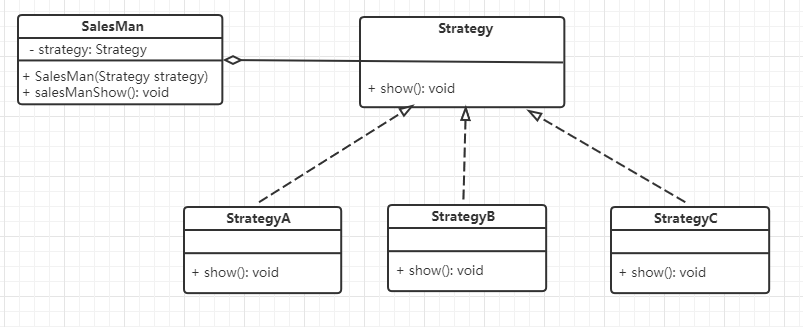 SalesMan
- strategy: Strategy
+ SalesMan(Strategy strategy)
+ salesManShow(): void
Strategy
+ show(): void
StrategyA
+ show(): void
StrategyB
+ show(): void
StrategyC
+ show(): void